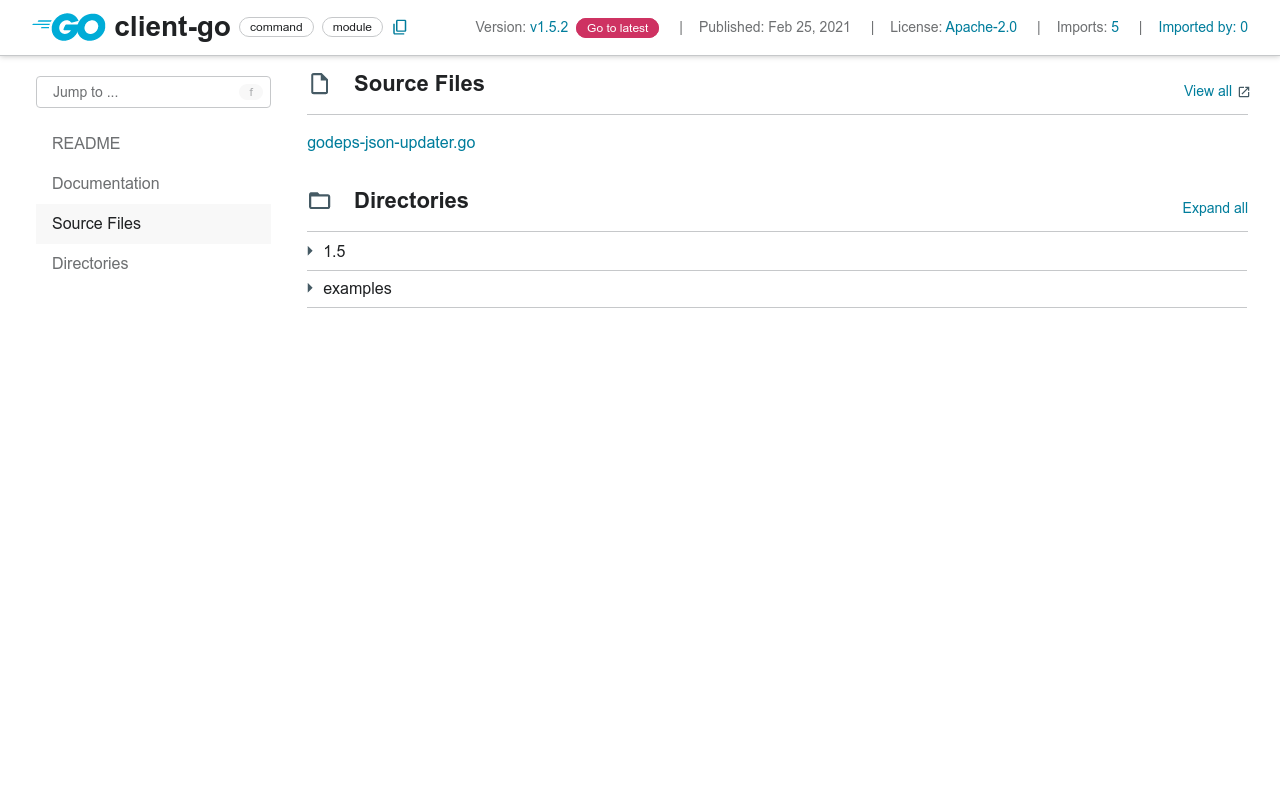 GO client-go command module Version: v1.5.2 Go to latest | Published: Feb 25, 2021 | License: Apache-2.0 | Imports: 5 | Imported by: 0
Jump to ... f
README
Documentation
Source Files
Directories
Source Files
View all
godeps-json-updater.go
Directories
Expand all
1.5
examples